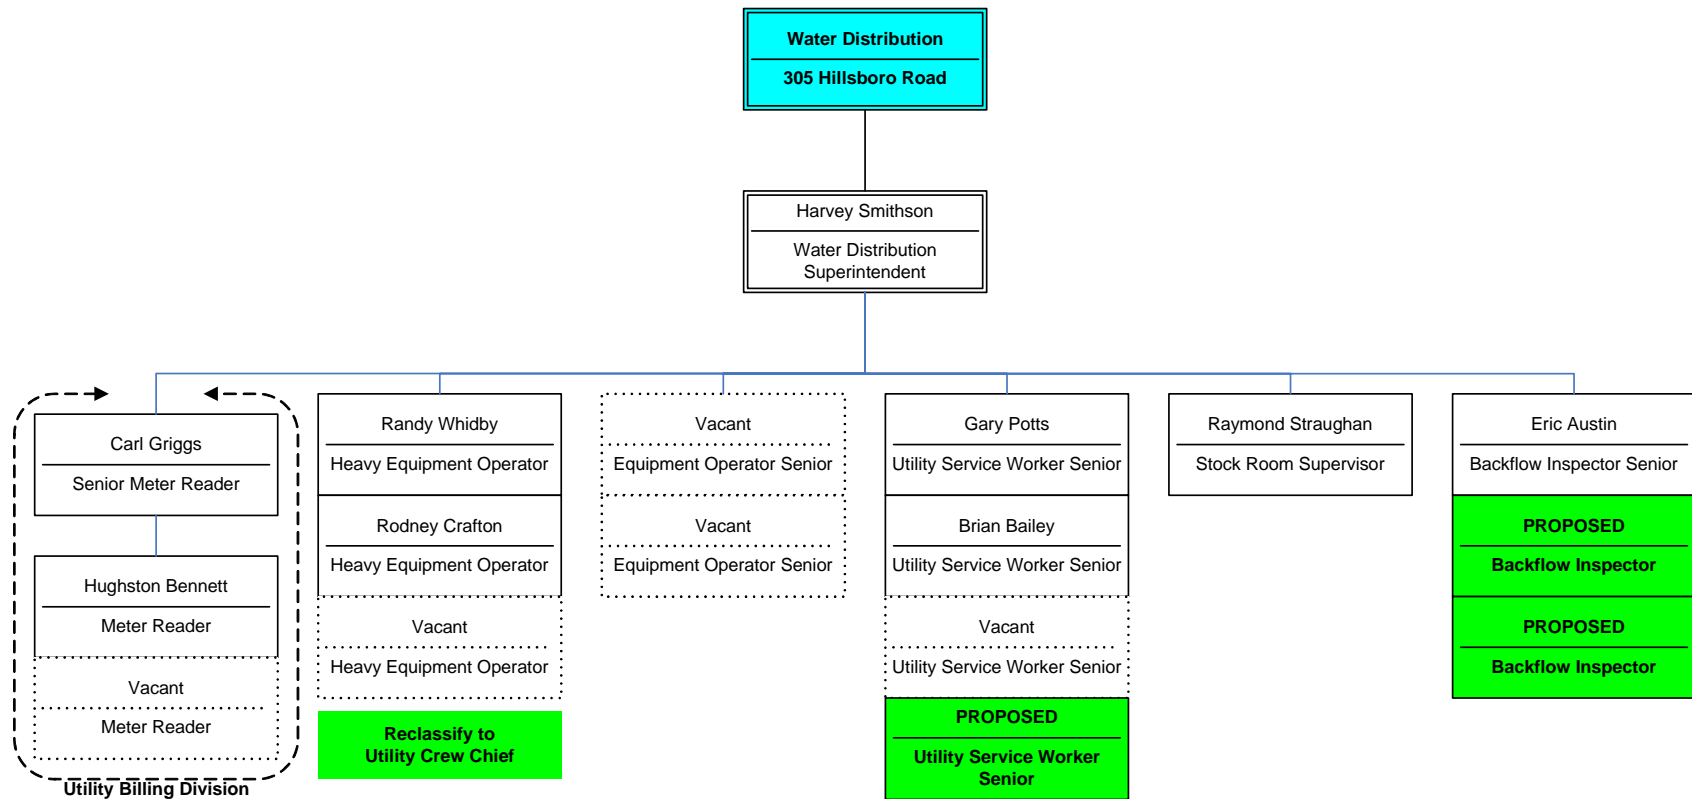 Water Distribution
305 Hillsboro Road
Harvey Smithson
Water Distribution
Superintendent
Carl Griggs
Senior Meter Reader
Hughston Bennett
Meter Reader
Vacant
Meter Reader
Utility Billing Division
Randy Whidby
Heavy Equipment Operator
Rodney Crafton
Heavy Equipment Operator
Vacant
Heavy Equipment Operator
Reclassify to
Utility Crew Chief
Vacant
Equipment Operator Senior
Vacant
Equipment Operator Senior
Gary Potts
Utility Service Worker Senior
Brian Bailey
Utility Service Worker Senior
Vacant
Utility Service Worker Senior
PROPOSED
Utility Service Worker
Senior
Raymond Straughan
Stock Room Supervisor
Eric Austin
Backflow Inspector Senior
PROPOSED
Backflow Inspector
PROPOSED
Backflow Inspector